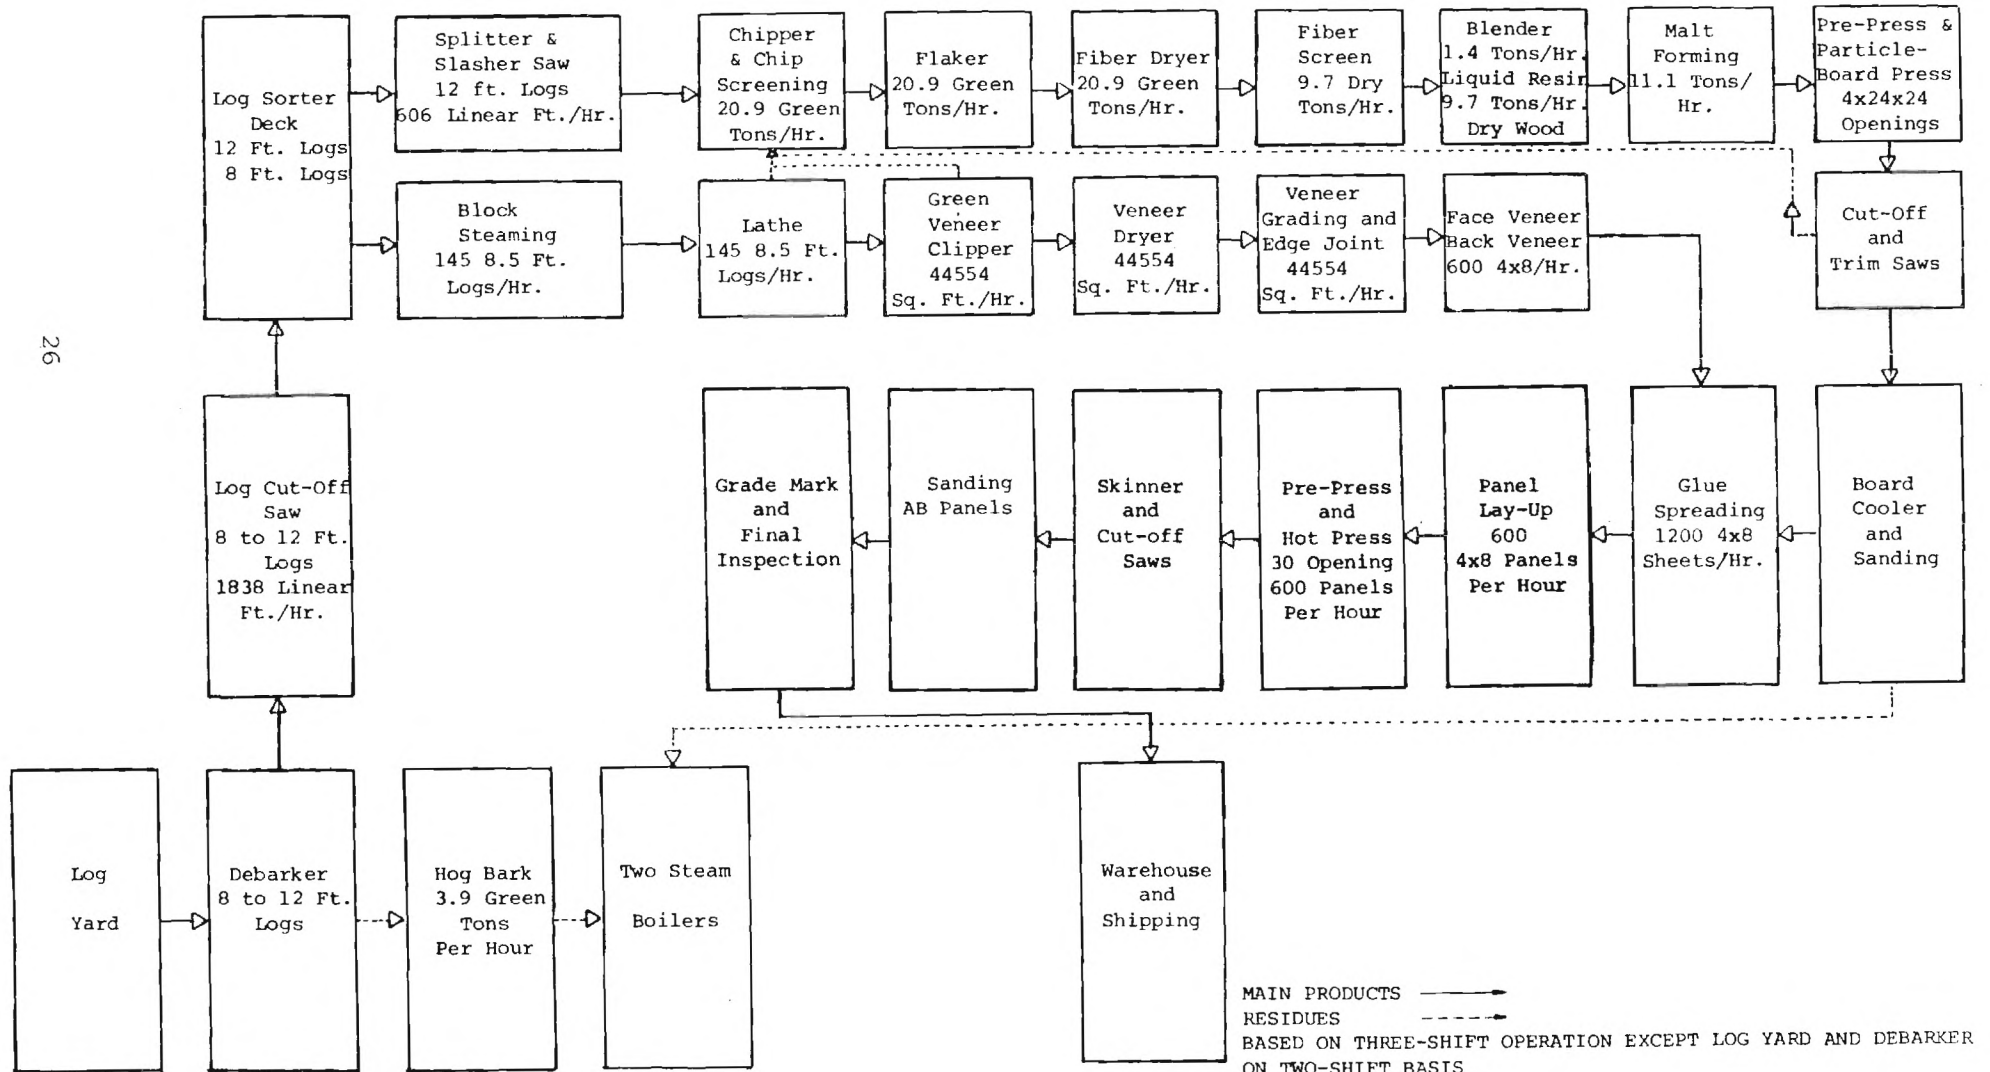 Splitter &
Slasher Saw
12 ft. Logs
606 Linear Ft./Hr.
Chipper
& Chip
Screening
20.9 Green
Tons/Hr.
Flaker
20.9 Green
Tons/Hr.
Fiber Dryer
20.9 Green
Tons/Hr.
Fiber
Screen
9.7 Dry
Tons/Hr.
Blender
1.4 Tons/Hr.
Liquid Resin
9.7 Tons/Hr.
Dry Wood
Malt
Forming
11.1 Tons/
Hr.
Pre-Press &
Particle-
Board Press
4x24x24
Openings
Log Sorter
Deck
12 Ft. Logs
8 Ft. Logs
Block
Steaming
145 8.5 Ft.
Logs/Hr.
Lathe
145 8.5 Ft.
Logs/Hr.
Green
Veneer
Clipper
44554
Sq. Ft./Hr.
Veneer
Dryer
44554
Sq. Ft./Hr.
Veneer
Grading and
Edge Joint
44554
Sq. Ft./Hr.
Face Veneer
Back Veneer
600 4x8/Hr.
Cut-Off
and
Trim Saws
26
Log Cut-Off
Saw
8 to 12 Ft.
Logs
1838 Linear
Ft./Hr.
Grade Mark
and
Final
Inspection
Sanding
AB Panels
Skinner
and
Cut-off
Saws
Pre-Press
and
Hot Press
30 Opening
600 Panels
Per Hour
Panel
Lay-Up
600
4x8 Panels
Per Hour
Glue
Spreading
1200 4x8
Sheets/Hr.
Board
Cooler
and
Sanding
Log
Yard
Debarker
8 to 12 Ft.
Logs
Hog Bark
3.9 Green
Tons
Per Hour
Two Steam
Boilers
Warehouse
and
Shipping
MAIN PRODUCTS
RESIDUES
BASED ON THREE-SHIFT OPERATION EXCEPT LOG YARD AND DEBARKER
ON TWO-SHIFT BASIS